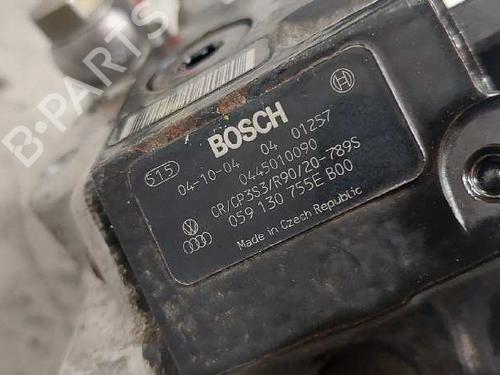 B-PARTS
BOSCH
515
04-10-04 04 01257
0445010090
CR/CP3S3/R90/20-789S
059 130 755E B00
Made in Czech Republic